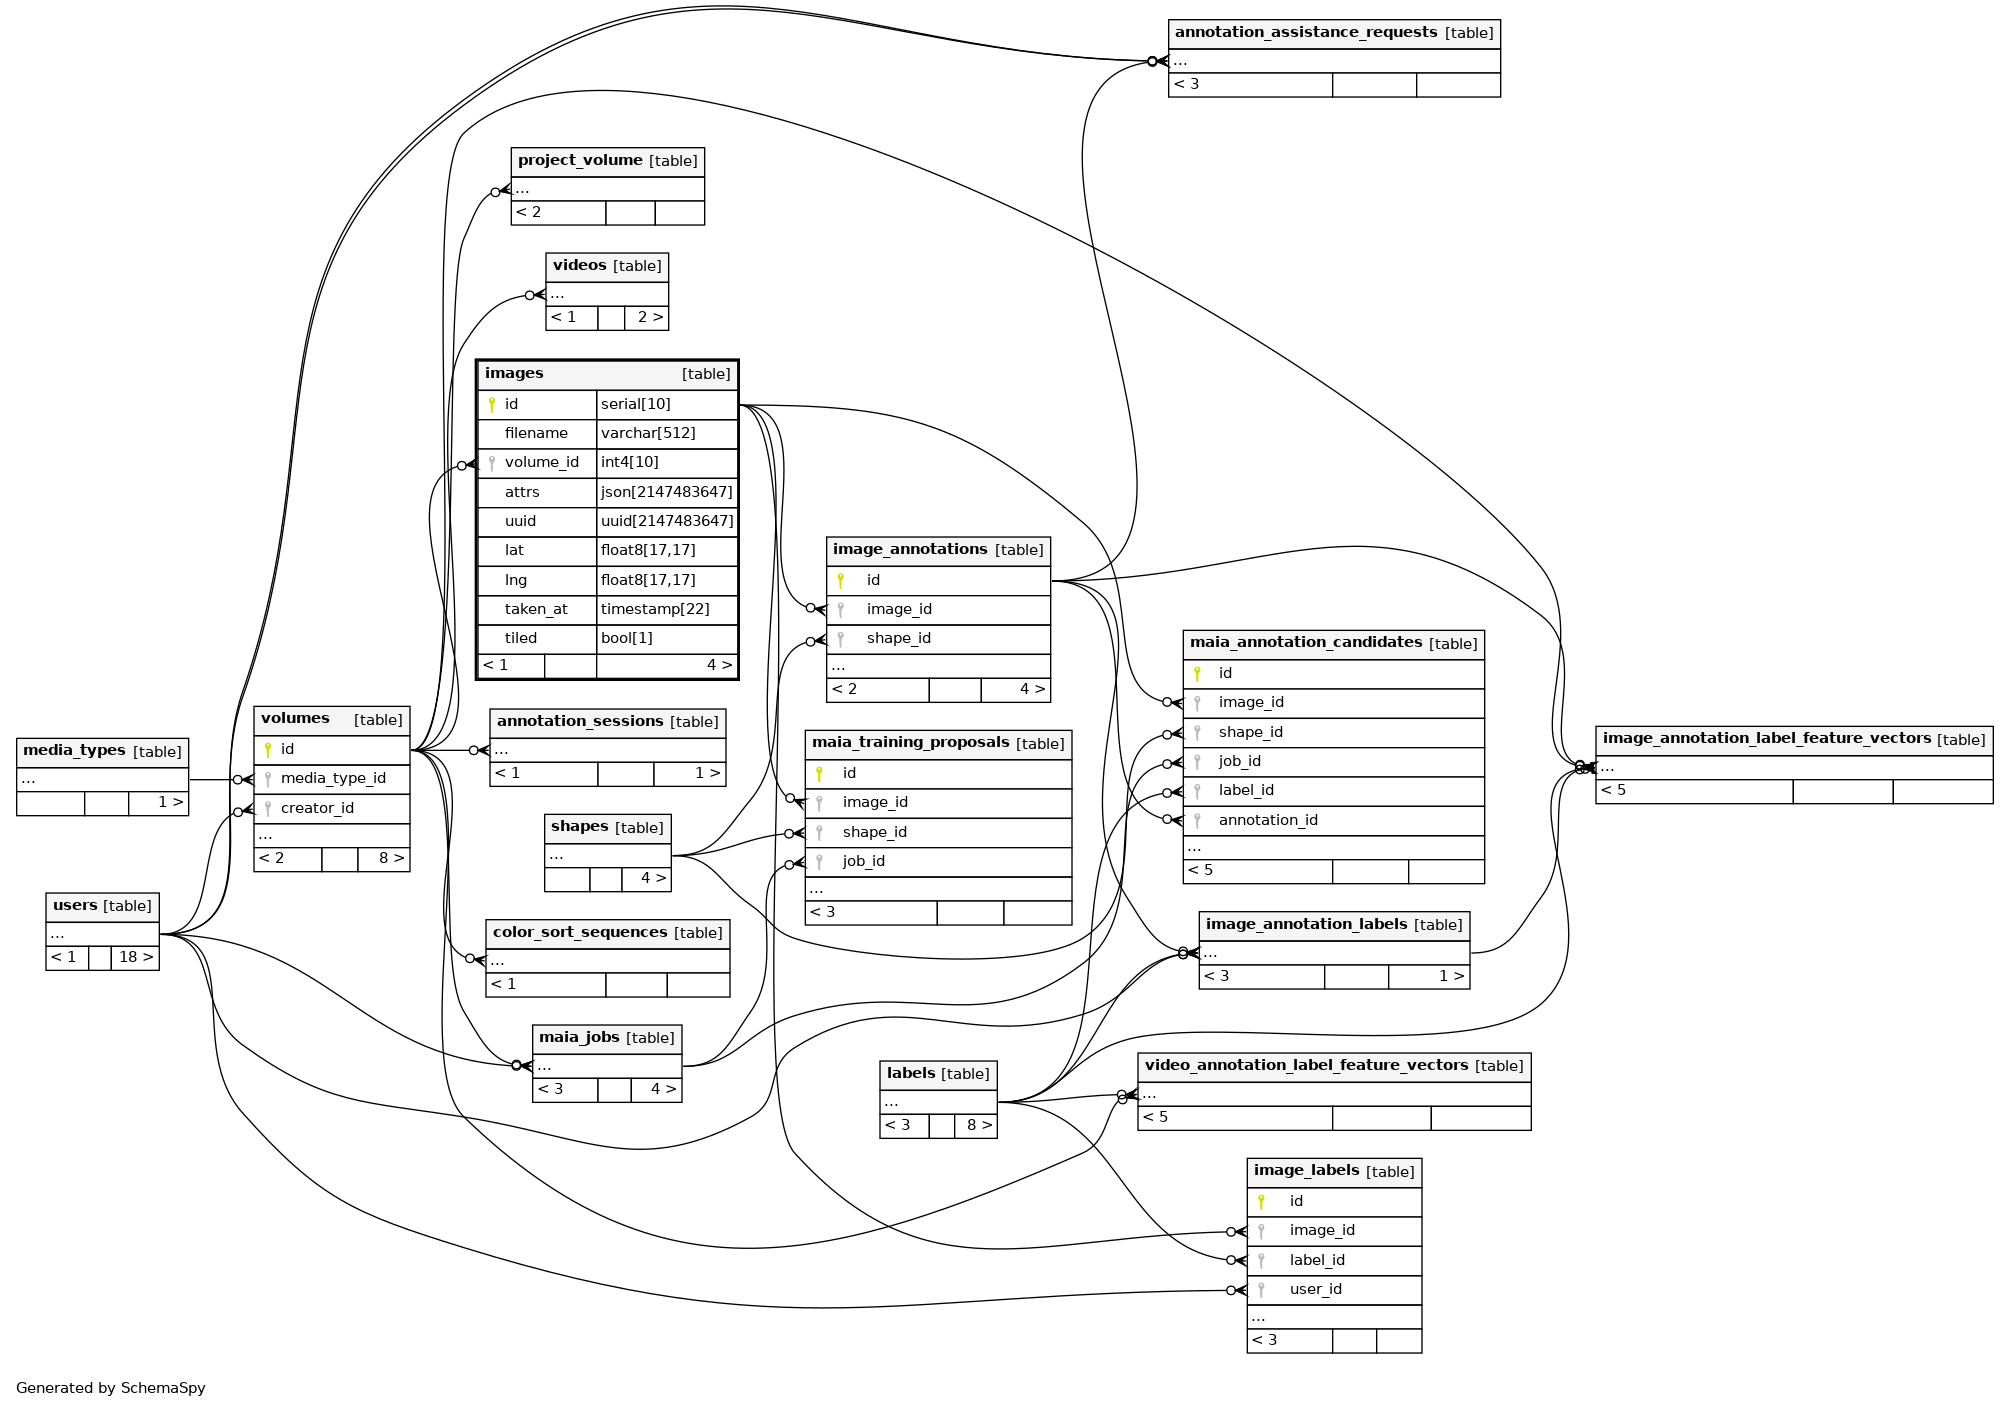 annotation_assistance_requests [table]
...
< 3
project_volume [table]
...
< 2
videos [table]
...
< 1 2 >
images [table]
id serial[10]
filename varchar[512]
volume_id int4[10]
attrs json[2147483647]
uuid uuid[2147483647]
lat float8[17,17]
lng float8[17,17]
taken_at timestamp[22]
tiled bool[1]
< 1 4 >
image_annotations [table]
id
image_id
shape_id
...
< 2 4 >
maia_annotation_candidates [table]
id
image_id
shape_id
job_id
label_id
annotation_id
...
< 5
volumes [table]
id
media_type_id
creator_id
...
< 2 8 >
annotation_sessions [table]
...
< 1 1 >
maia_training_proposals [table]
id
image_id
shape_id
job_id
...
< 3
image_annotation_label_feature_vectors [table]
...
< 5
media_types [table]
...
1 >
shapes [table]
...
4 >
users [table]
...
< 1 18 >
color_sort_sequences [table]
...
< 1
image_annotation_labels [table]
...
< 3 1 >
maia_jobs [table]
...
< 3 4 >
labels [table]
...
< 3 8 >
video_annotation_label_feature_vectors [table]
...
< 5
image_labels [table]
id
image_id
label_id
user_id
...
< 3
Generated by SchemaSpy